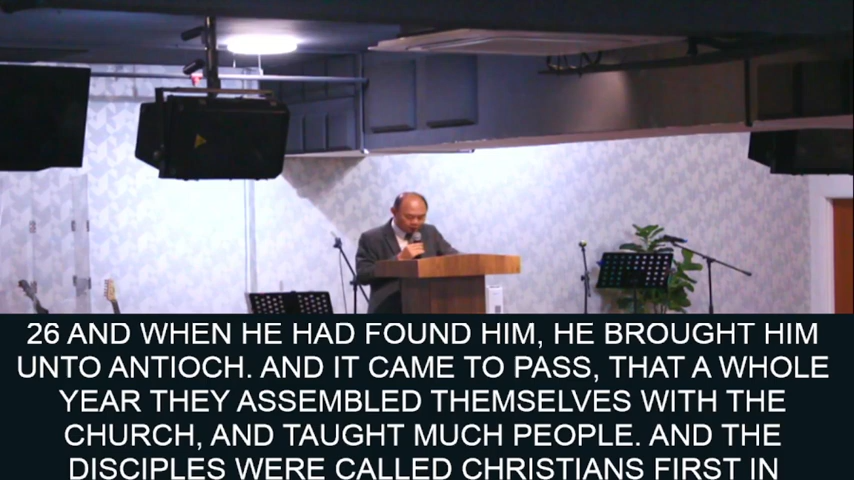 26 AND WHEN HE HAD FOUND HIM, HE BROUGHT HIM
UNTO ANTIOCH. AND IT CAME TO PASS, THAT A WHOLE
YEAR THEY ASSEMBLED THEMSELVES WITH THE
CHURCH, AND TAUGHT MUCH PEOPLE. AND THE
DISCIPLES WERE CALLED CHRISTIANS FIRST IN